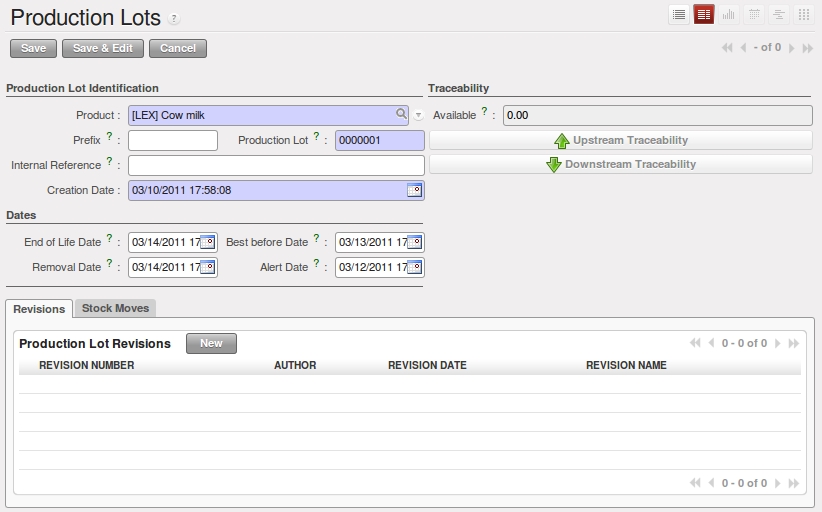 Production Lots ?
Save Save & Edit Cancel - of 0
Production Lot Identification Traceability
Product : [LEX] Cow milk Available ? : 0.00
Prefix ? : Production Lot ? : 0000001 Upstream Traceability
Internal Reference ? : Downstream Traceability
Creation Date : 03/10/2011 17:58:08
Dates
End of Life Date ? : 03/14/2011 17 Best before Date ? : 03/13/2011 17
Removal Date ? : 03/14/2011 17 Alert Date ? : 03/12/2011 17
Revisions Stock Moves
Production Lot Revisions New 0 - 0 of 0
REVISION NUMBER AUTHOR REVISION DATE REVISION NAME
0 - 0 of 0